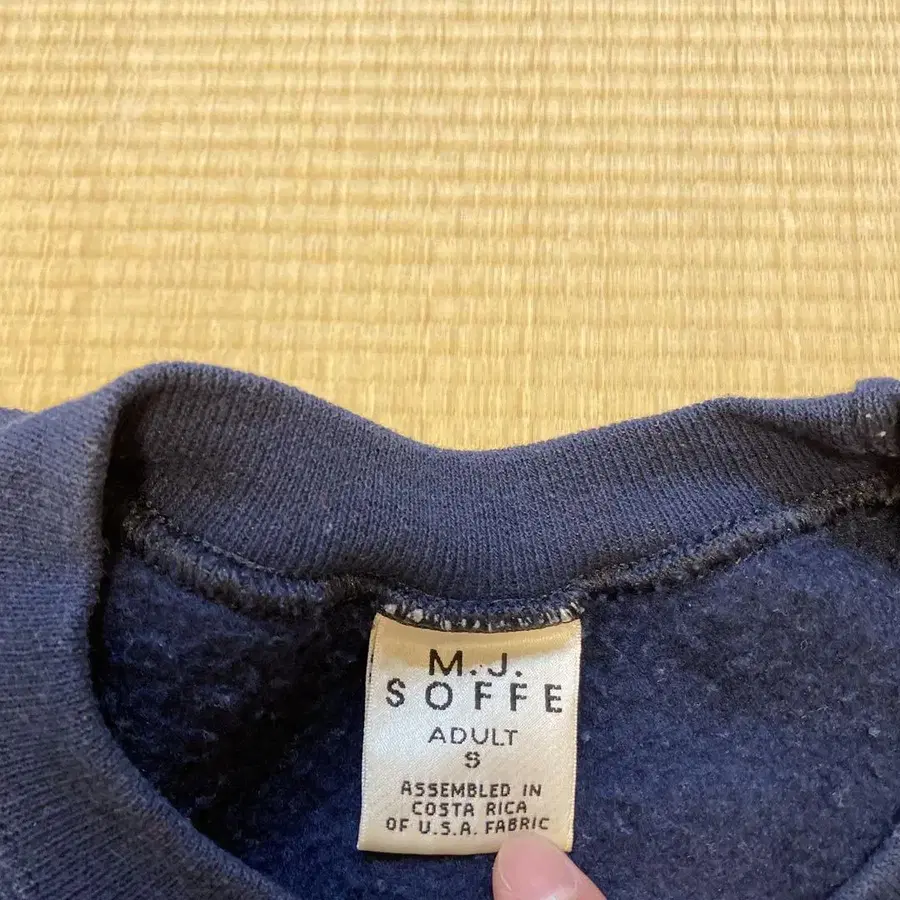 M.J.
SOFFE
ADULT
S
ASSEMBLED IN
COSTA RICA
OF U.S.A. FABRIC